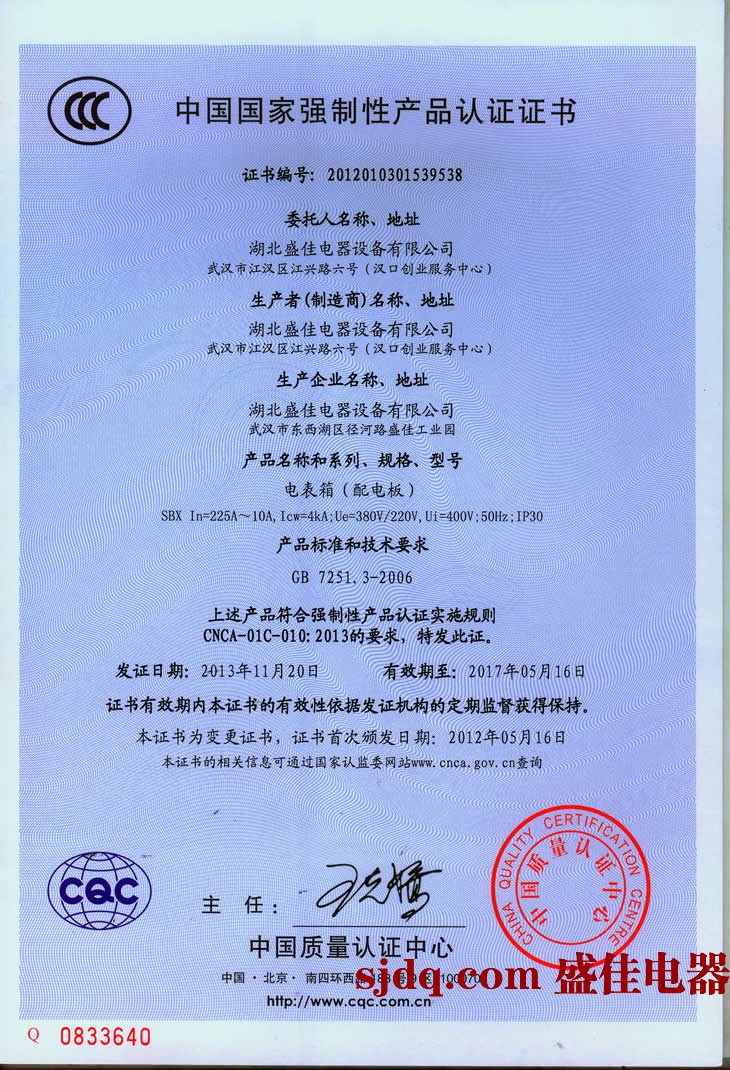 中国国家强制性产品认证证书
证书编号：2012010301539538
委托人名称、地址
湖北盛佳电器设备有限公司
武汉市江汉区江兴路六号（汉口创业服务中心）
生产者(制造商)名称、地址
湖北盛佳电器设备有限公司
武汉市江汉区江兴路六号（汉口创业服务中心）
生产企业名称、地址
湖北盛佳电器设备有限公司
武汉市东西湖区径河路盛佳工业园
产品名称和系列、规格、型号
电表箱（配电板）
SBX In=225A～10A,Icw=4kA;Ue=380V/220V,Ui=400V;50Hz;IP30
产品标准和技术要求
GB 7251.3-2006
上述产品符合强制性产品认证实施规则
CNCA-01C-010:2013的要求，特发此证。
发证日期：2013年11月20日 有效期至：2017年05月16日
证书有效期内本证书的有效性依据发证机构的定期监督获得保持。
本证书为变更证书，证书首次颁发日期：2012年05月16日
本证书的相关信息可通过国家认监委网站www.cnca.gov.cn查询
CHINA QUALITY CERTIFICATION CENTRE
中国质量认证中心
CQC
主 任：
中国质量认证中心
中国·北京·南四环西路188号 区 100070
sjdq.com 盛佳电器
http://www.cqc.com.cn
Q 0833640